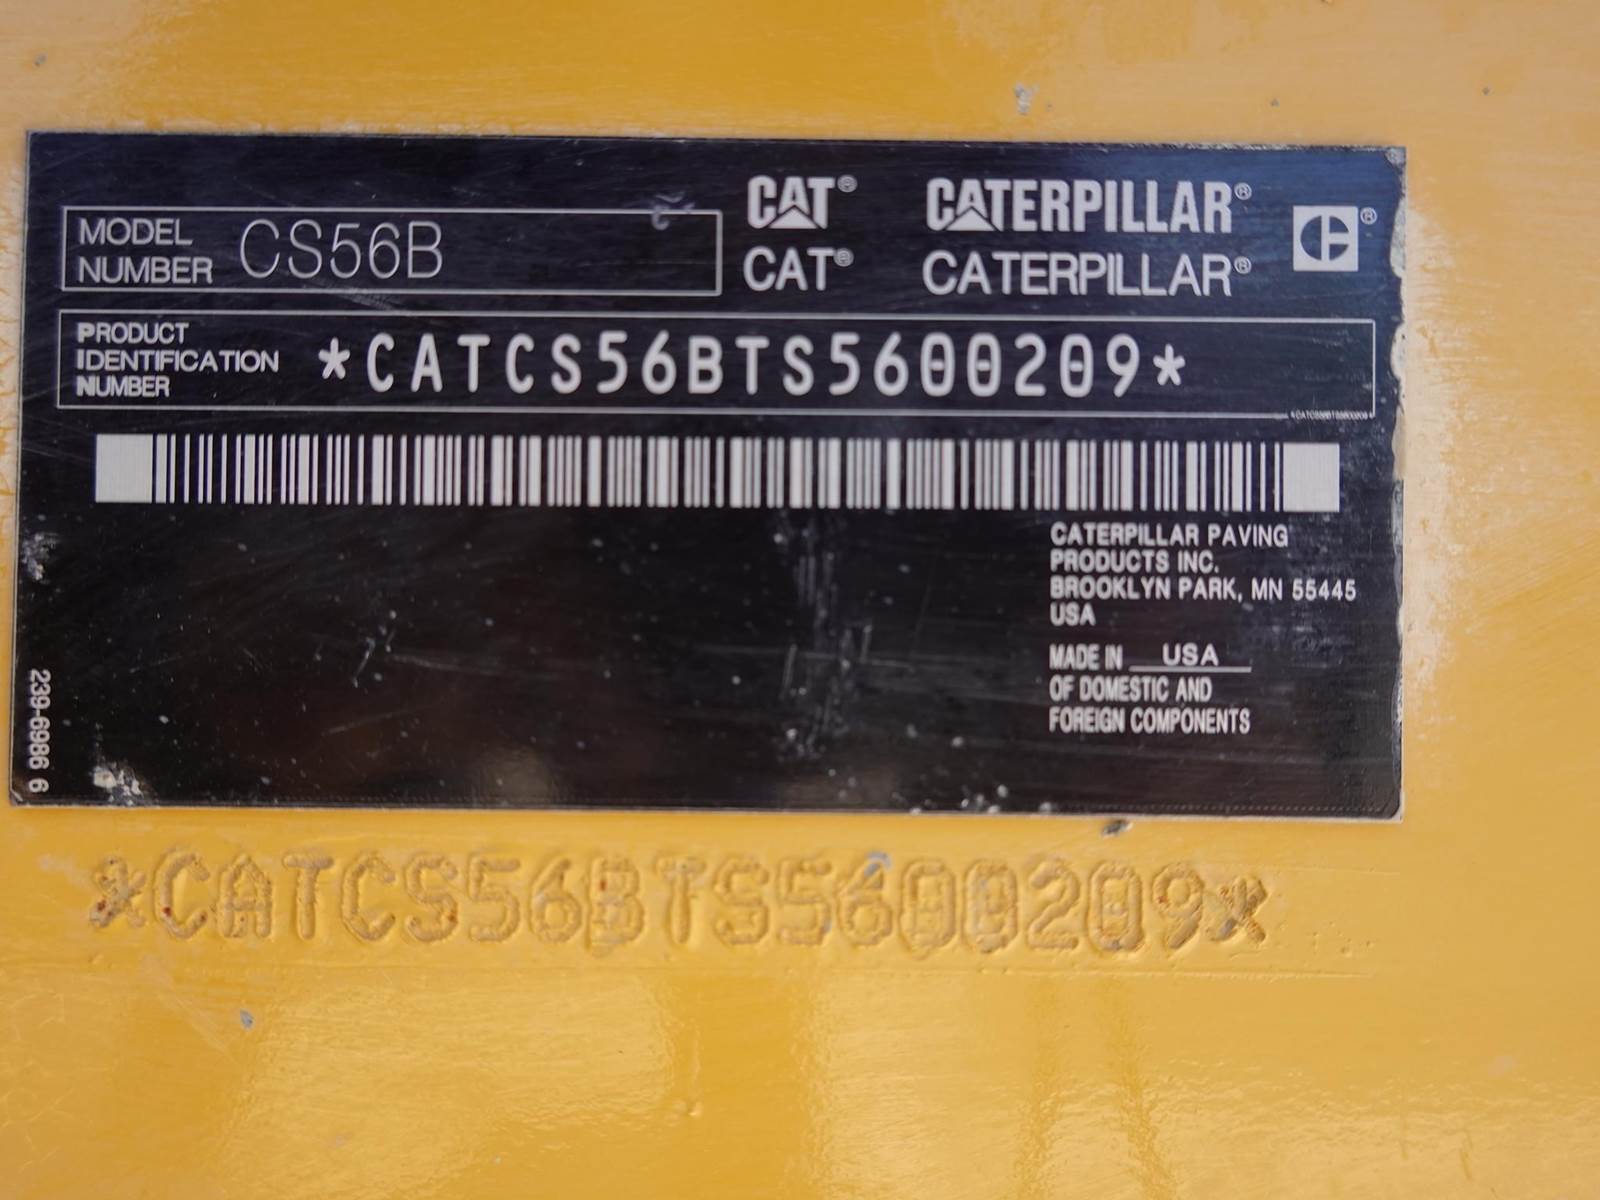 MODEL NUMBER CS56B
CAT® CATERPILLAR®
CAT® CATERPILLAR®
PRODUCT IDENTIFICATION NUMBER *CATCS56BTS5600209*
*CATCS56BTS5600209*
CATERPILLAR PAVING
PRODUCTS INC.
BROOKLYN PARK, MN 55445
USA
MADE IN USA
OF DOMESTIC AND
FOREIGN COMPONENTS
239-6986 6
*CATCS56BTS5600209*